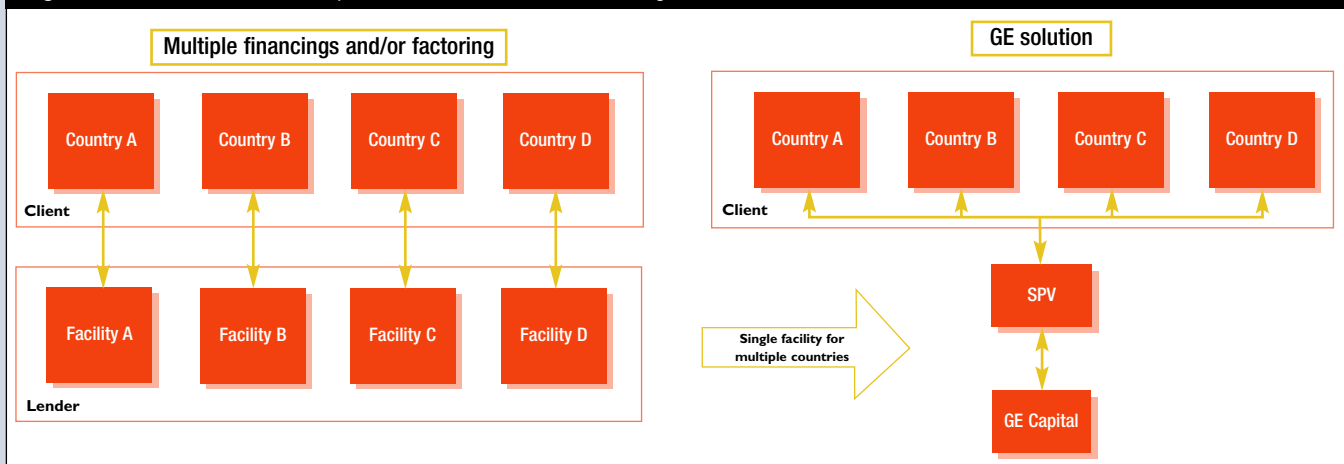 Multiple financings and/or factoring
Country A
Country B
Country C
Country D
Client
Facility A
Facility B
Facility C
Facility D
Lender
GE solution
Country A
Country B
Country C
Country D
Client
SPV
Single facility for
multiple countries
GE Capital